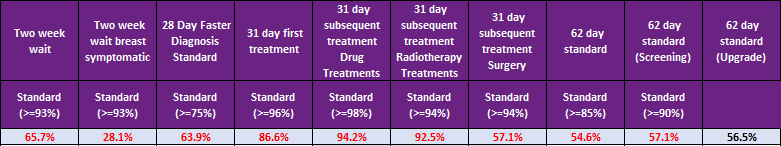 Two week wait
Two week wait breast symptomatic
28 Day Faster Diagnosis Standard
31 day first treatment
31 day subsequent treatment Drug Treatments
31 day subsequent treatment Radiotherapy Treatments
31 day subsequent treatment Surgery
62 day standard
62 day standard (Screening)
62 day standard (Upgrade)
Standard (>=93%)
Standard (>=93%)
Standard (>=75%)
Standard (>=96%)
Standard (>=98%)
Standard (>=94%)
Standard (>=94%)
Standard (>=85%)
Standard (>=90%)
65.7%
28.1%
63.9%
86.6%
94.2%
92.5%
57.1%
54.6%
57.1%
56.5%